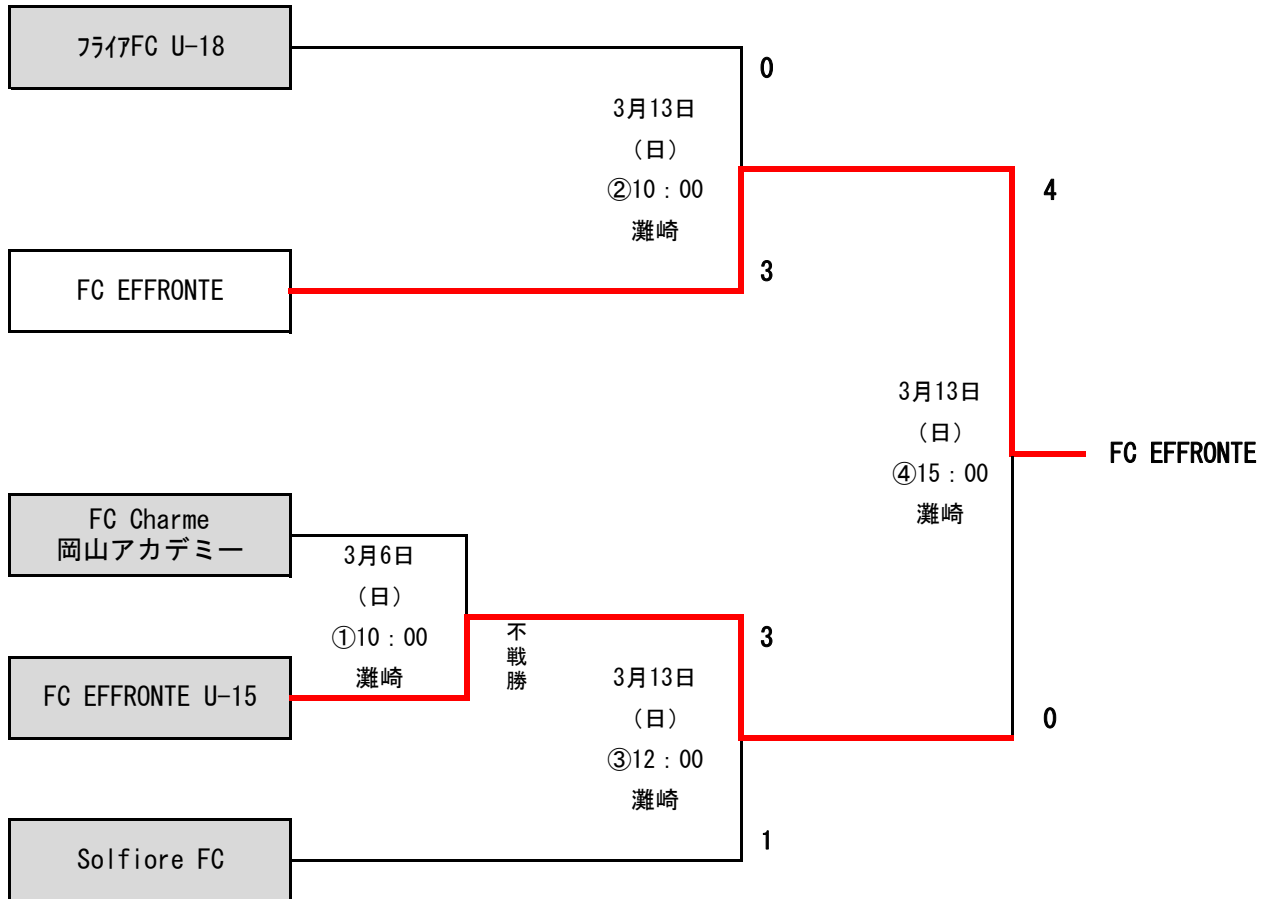 フライアFC U-18
0
3月13日
（日）
②10：00
灘崎
4
3
FC EFFRONTE
3月13日
（日）
④15：00
灘崎
FC EFFRONTE
FC Charme
岡山アカデミー
3月6日
（日）
①10：00
灘崎
不戦勝
3
FC EFFRONTE U-15
3月13日
（日）
③12：00
灘崎
0
1
Solfiore FC